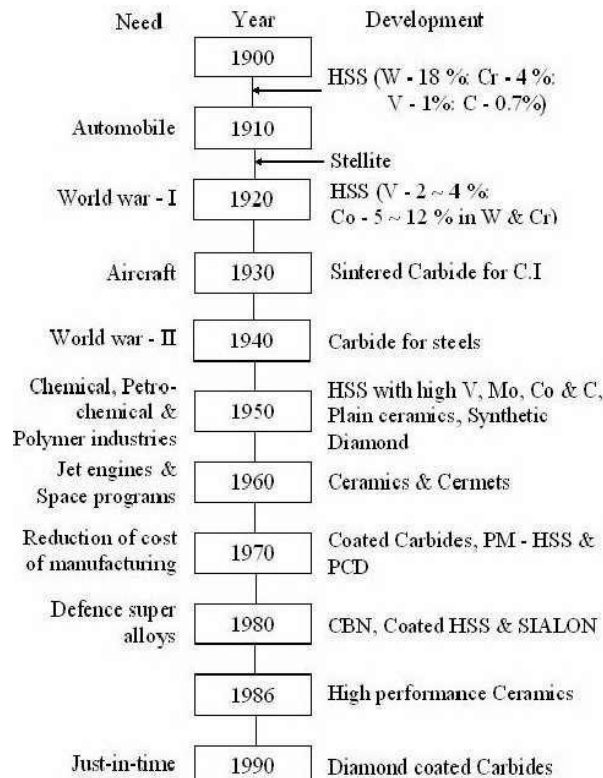 Need Year Development
1900
HSS (W - 18 %: Cr - 4 %:
V - 1%: C - 0.7%)
Automobile 1910
Stellite
World war - I 1920 HSS (V - 2 ~ 4 %:
Co - 5 ~ 12 % in W & Cr)
Aircraft 1930 Sintered Carbide for C.I
World war - II 1940 Carbide for steels
Chemical, Petro-
chemical &
Polymer industries
1950
HSS with high V, Mo, Co & C,
Plain ceramics, Synthetic
Diamond
Jet engines &
Space programs
1960
Ceramics & Cermets
Reduction of cost
of manufacturing
1970
Coated Carbides, PM - HSS &
PCD
Defence super
alloys
1980
CBN, Coated HSS & SIALON
1986 High performance Ceramics
Just-in-time 1990 Diamond coated Carbides